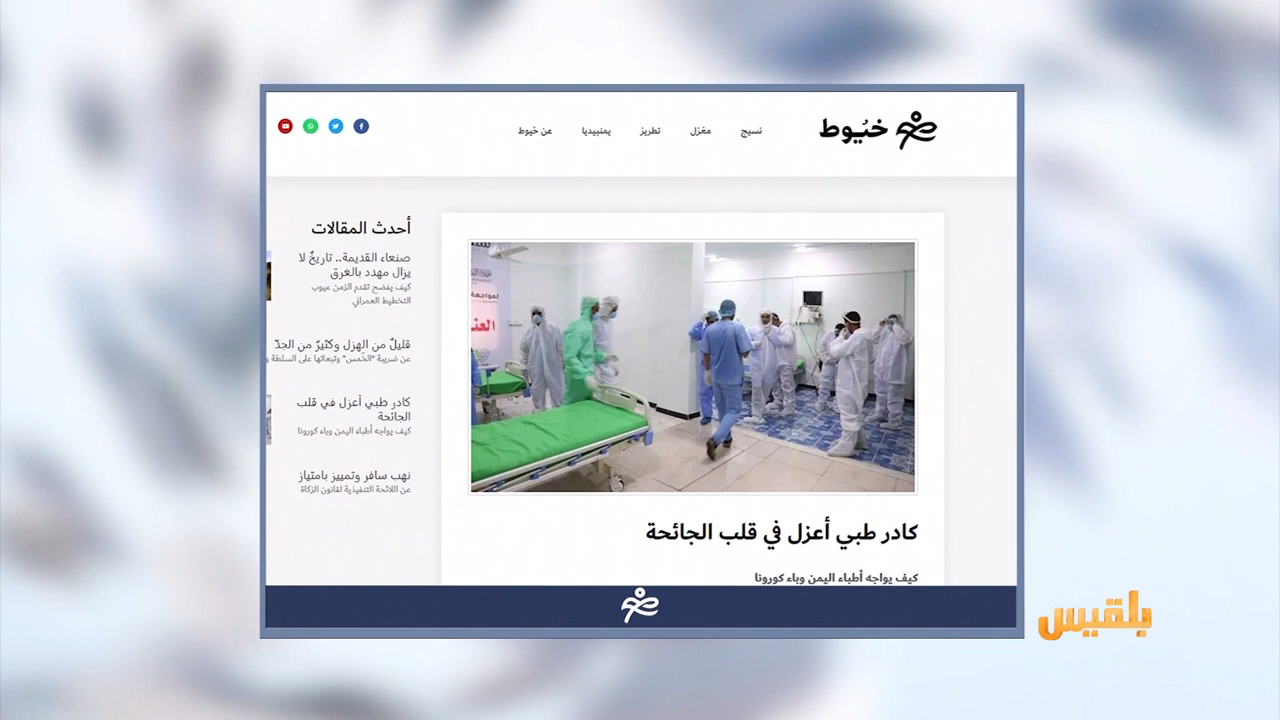 خيُوط
نسيج
مغزل
تطريز
يمنيبيديا
عن خيوط
لمواجهة
كادر طبي أعزل في قلب الجائحة
كيف يواجه أطباء اليمن وباء كورونا
أحدث المقالات
صنعاء القديمة.. تاريخٌ لا
يزال مهدد بالغرق
كيف يفضح تقدم الزمن عيوب
التخطيط العمراني
قليلٌ من الهزل وكثيرٌ من الجدّ
عن ضريبة "الخُمس" وتبعاتها على السلطة و
كادر طبي أعزل في قلب
الجائحة
كيف يواجه أطباء اليمن وباء كورونا
نهب سافر وتمييز بامتياز
عن اللائحة التنفيذية لقانون الزكاة
بلقيس